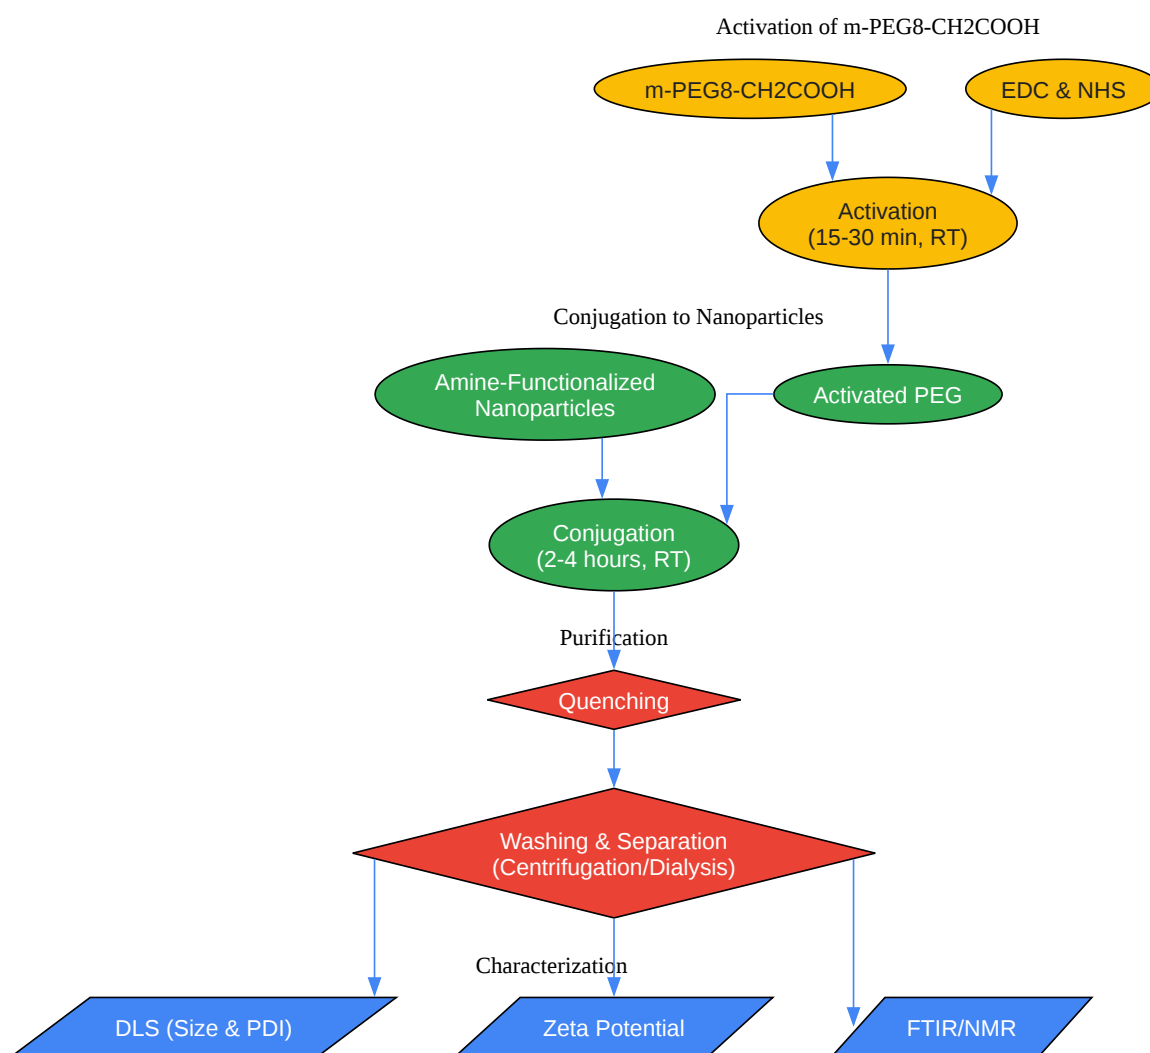 Activation of m-PEG8-CH2COOH
m-PEG8-CH2COOH
EDC & NHS
Activation
(15-30 min, RT)
Conjugation to Nanoparticles
Amine-Functionalized
Nanoparticles
Activated PEG
Conjugation
(2-4 hours, RT)
Purification
Quenching
Washing & Separation
(Centrifugation/Dialysis)
Characterization
DLS (Size & PDI)
Zeta Potential
FTIR/NMR